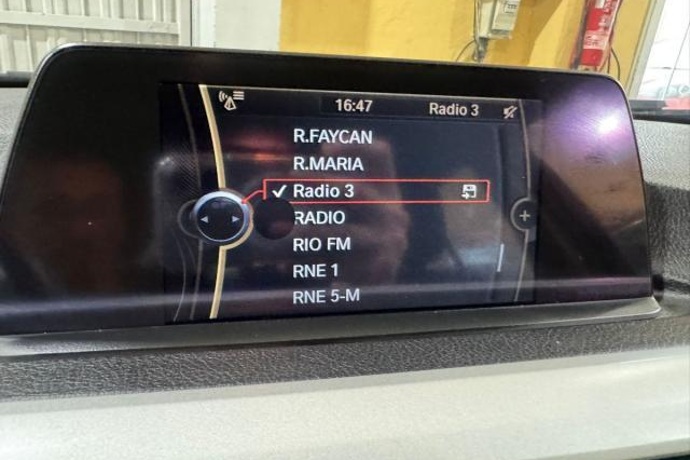 16:47 Radio 3
R.FAYCAN
R.MARIA
Radio 3
RADIO
RIO FM
RNE 1
RNE 5-M